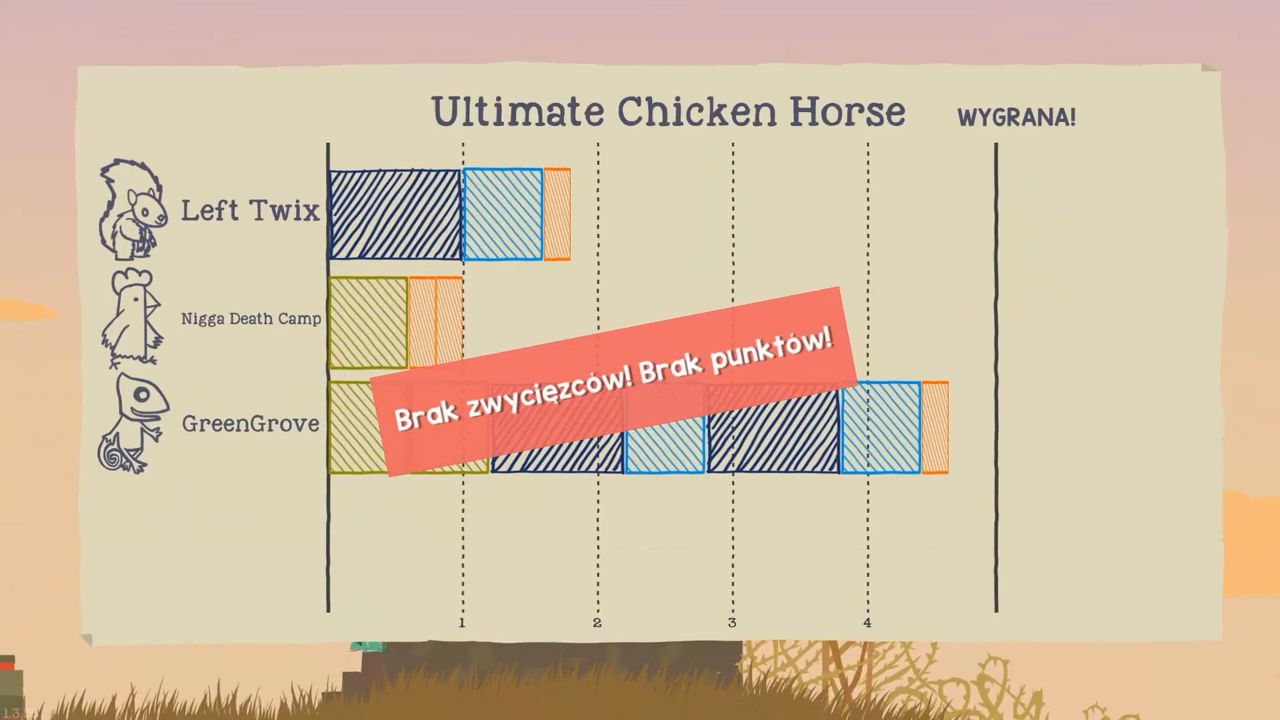 Ultimate Chicken Horse
WYGRANA!
Left Twix
Nigga Death Camp
Brak zwycięzców! Brak punktów!
GreenGrove
1 2 3 4